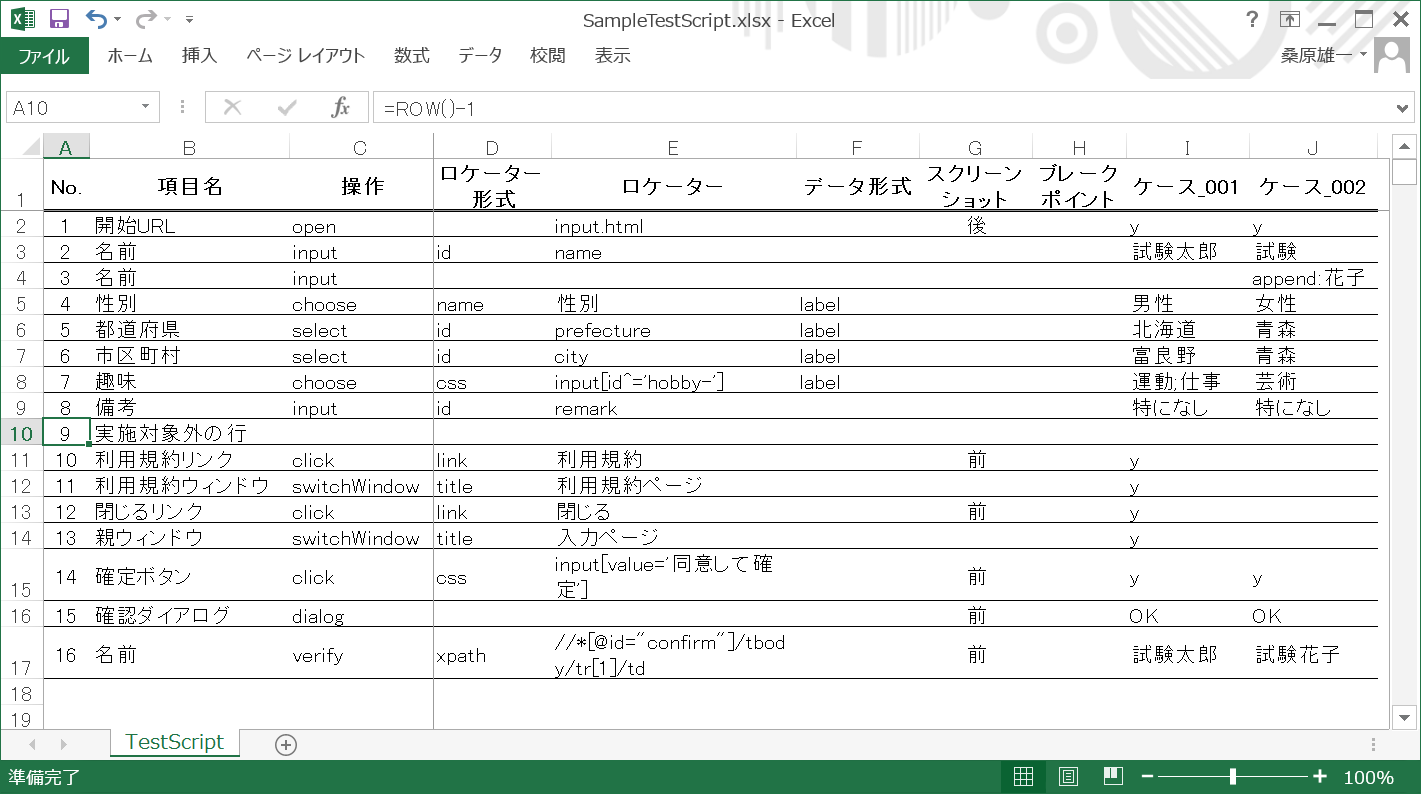 SampleTestScript.xlsx - Excel
?
ファイル ホーム 挿入 ページ レイアウト 数式 データ 校閲 表示 桑原雄一
A10 fx =ROW()-1
A B C D E F G H I J
1 No. 項目名 操作 ロケーター形式 ロケーター データ形式 スクリーンショット ブレークポイント ケース_001 ケース_002
2 1 開始URL open input.html 後 y y
3 2 名前 input id name 試験太郎 試験
4 3 名前 input append:花子
5 4 性別 choose name 性別 label 男性 女性
6 5 都道府県 select id prefecture label 北海道 青森
7 6 市区町村 select id city label 富良野 青森
8 7 趣味 choose css input[id^='hobby-'] label 運動;仕事 芸術
9 8 備考 input id remark 特になし 特になし
10 9 実施対象外の行
11 10 利用規約リンク click link 利用規約 前 y
12 11 利用規約ウィンドウ switchWindow title 利用規約ページ y
13 12 閉じるリンク click link 閉じる 前 y
14 13 親ウィンドウ switchWindow title 入力ページ y
15 14 確定ボタン click css input[value='同意して確定'] 前 y y
16 15 確認ダイアログ dialog 前 OK OK
17 16 名前 verify xpath //*[@id="confirm"]/tbody/tr[1]/td 前 試験太郎 試験花子
18
19
TestScript
準備完了 100%